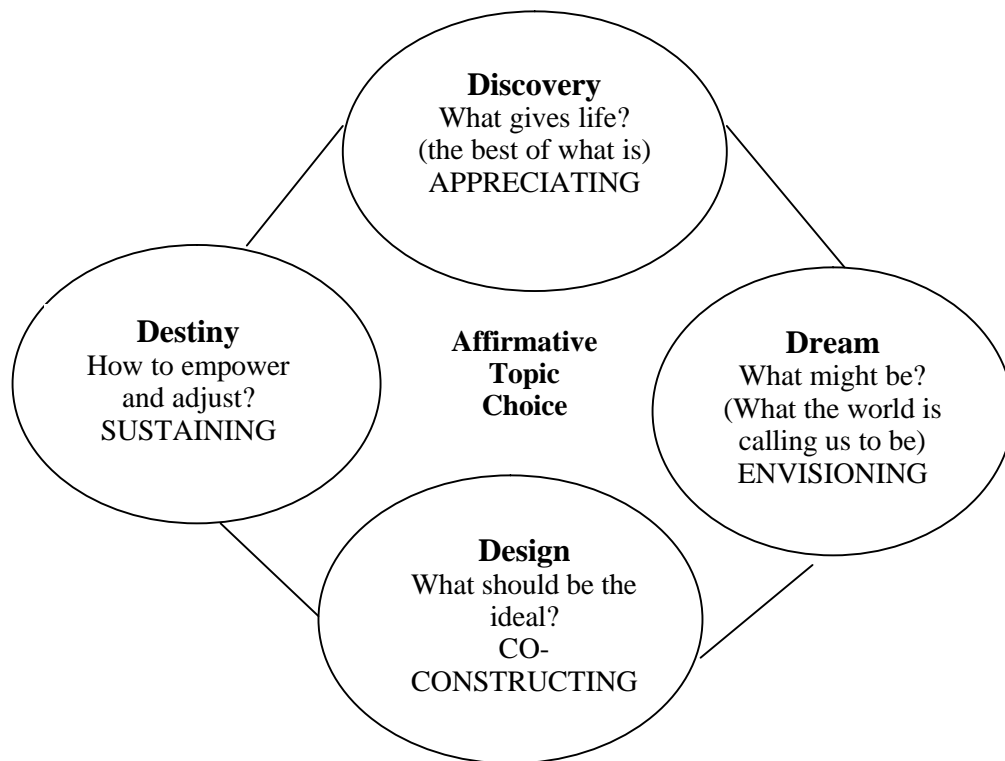 Discovery
What gives life?
(the best of what is)
APPRECIATING
Destiny
How to empower
and adjust?
SUSTAINING
Affirmative
Topic
Choice
Dream
What might be?
(What the world is
calling us to be)
ENVISIONING
Design
What should be the
ideal?
CO-
CONSTRUCTING